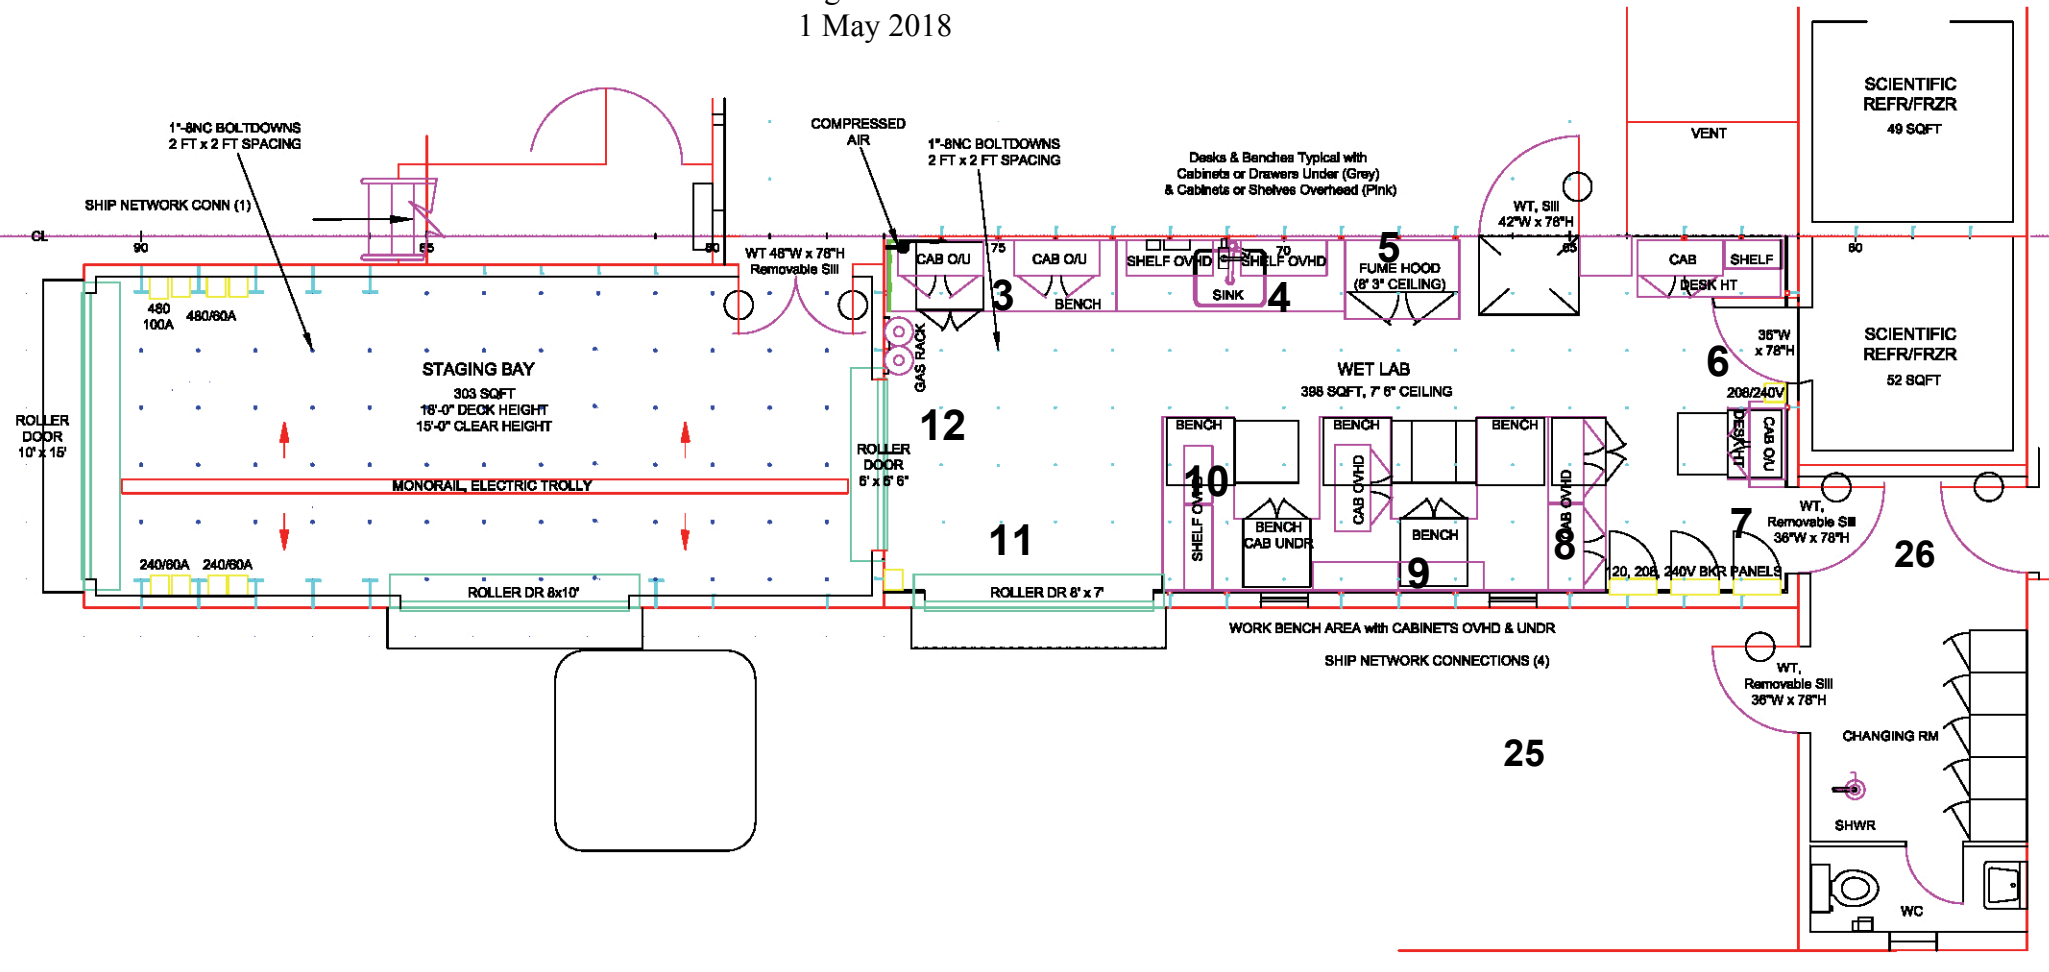 1 May 2018
1"-8NC BOLTDOWNS
2 FT x 2 FT SPACING
SHIP NETWORK CONN (1)
COMPRESSED
AIR
1"-8NC BOLTDOWNS
2 FT x 2 FT SPACING
Desks & Benches Typical with
Cabinets or Drawers Under (Grey)
& Cabinets or Shelves Overhead (Pink)
VENT
SCIENTIFIC
REFR/FRZR
49 SQFT
WT, Sill
42"W x 78"H
CL
90
85
80
75
70
65
60
WT 48"W x 78"H
Removable Sill
CAB O/U
CAB O/U
SHELF OVHD
SHELF OVHD
SINK
BENCH
3
4
5
FUME HOOD
(8' 3" CEILING)
CAB
SHELF
DESK HT
480
100A
480/60A
STAGING BAY
303 SQFT
18'-0" DECK HEIGHT
15'-0" CLEAR HEIGHT
GAS RACK
WET LAB
398 SQFT, 7' 6" CEILING
6
36"W
x 78"H
208/240V
SCIENTIFIC
REFR/FRZR
52 SQFT
ROLLER
DOOR
10' x 15'
MONORAIL, ELECTRIC TROLLY
12
ROLLER
DOOR
6' x 5' 6"
BENCH
BENCH
BENCH
10
SHELF OVHD
CAB OVHD
CAB OVHD
DESK HT
CAB O/U
BENCH
CAB UNDR
BENCH
11
8
9
7
WT,
Removable Sill
36"W x 78"H
26
240/60A
240/60A
ROLLER DR 8x10'
ROLLER DR 8' x 7'
20, 208, 240V BKR PANELS
WORK BENCH AREA with CABINETS OVHD & UNDR
SHIP NETWORK CONNECTIONS (4)
WT,
Removable Sill
36"W x 78"H
25
CHANGING RM
SHWR
WC